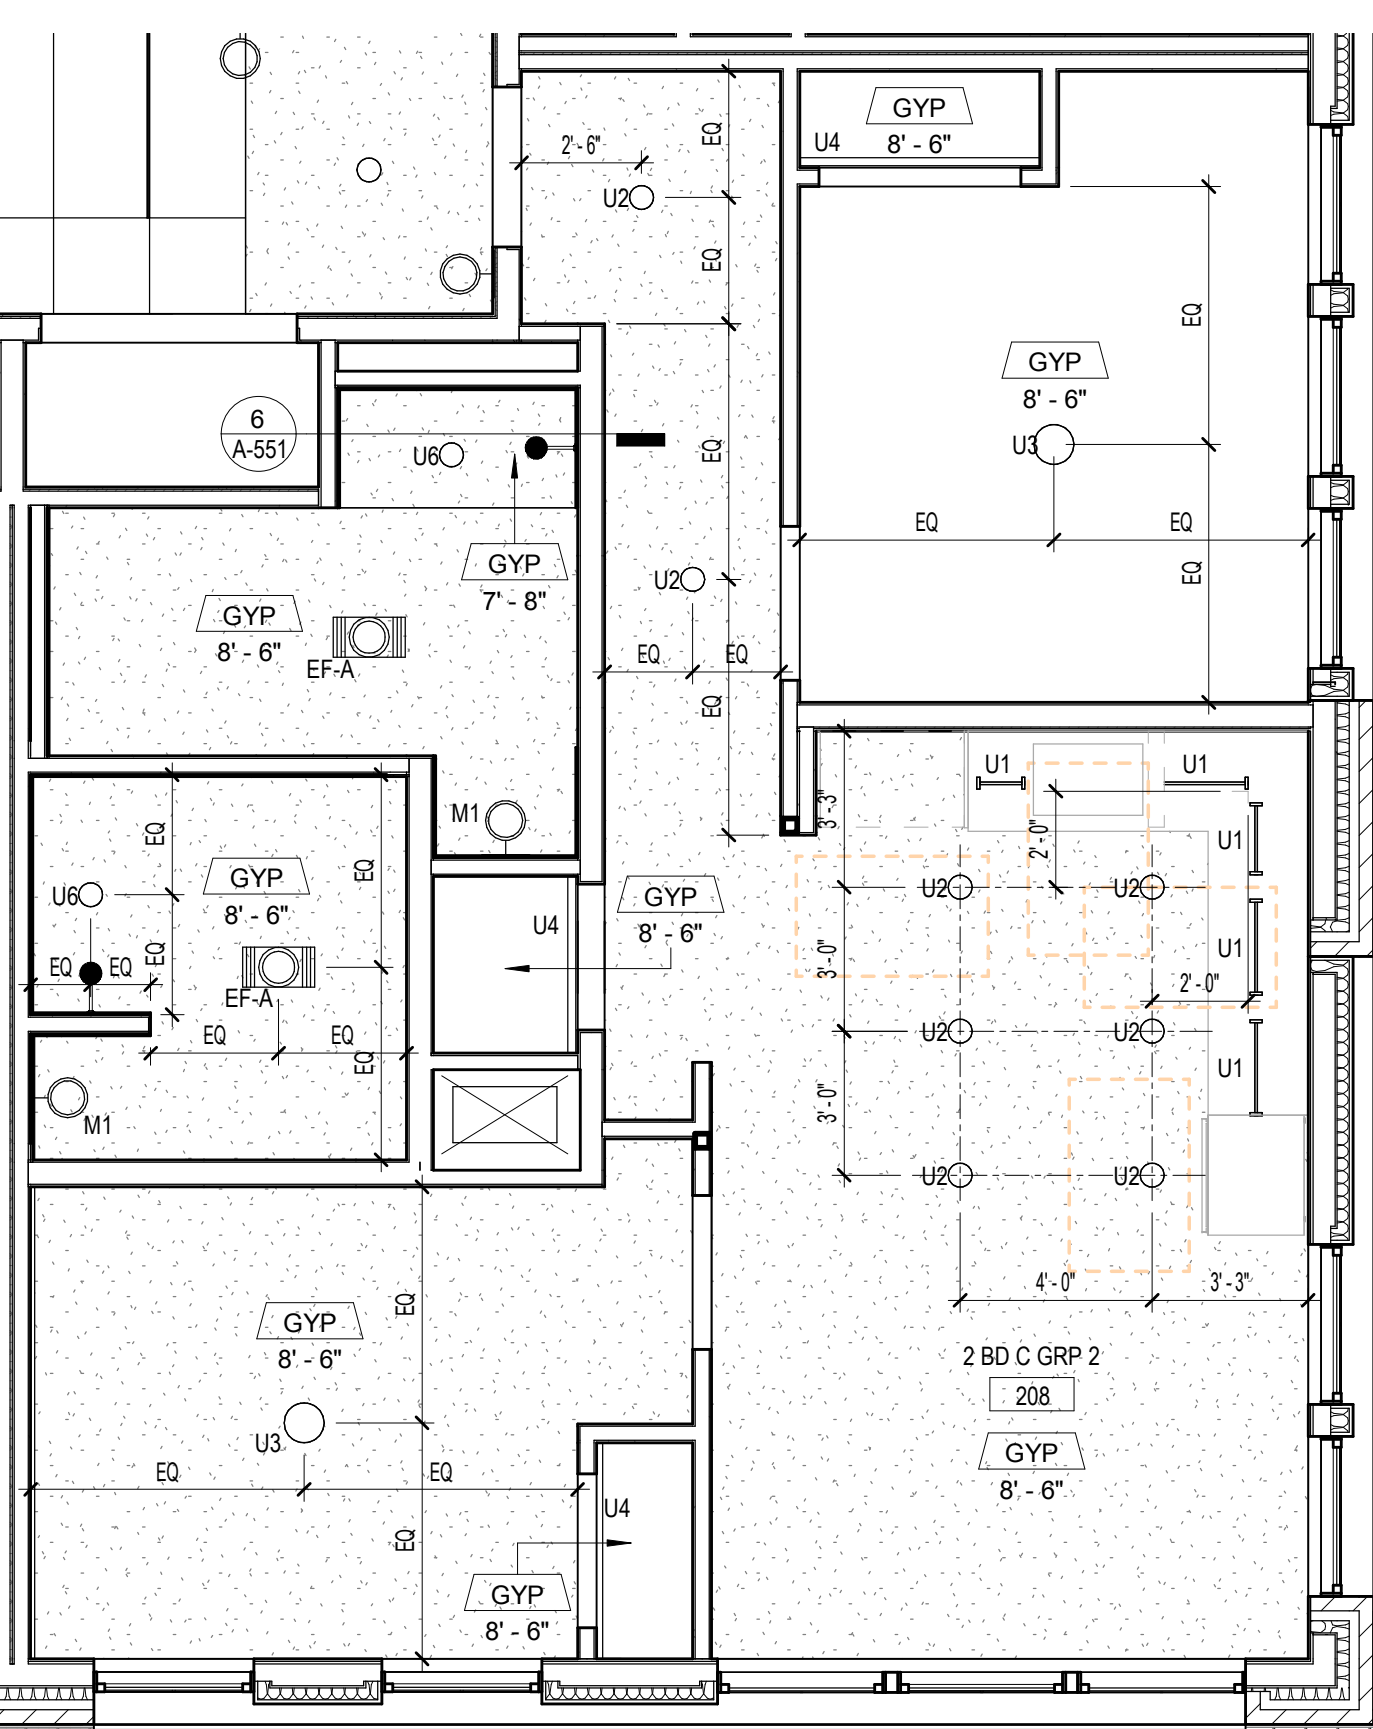 GYP
8' - 6"
U4
EQ
2' - 6"
U2
EQ
EQ
GYP
8' - 6"
U3
6
A-551
U6
EQ
EQ
EQ
GYP
7' - 8"
U2
EQ
GYP
8' - 6"
EF-A
EQ
EQ
EQ
U1
U1
3' - 3"
M1
EQ
2' - 0"
U1
EQ
GYP
8' - 6"
U6
U2
U2
GYP
8' - 6"
U4
U1
EQ
EQ
EQ
3' - 0"
2' - 0"
EF-A
EQ
EQ
EQ
U2
U2
U1
3' - 0"
M1
U2
U2
4' - 0"
3' - 3"
EQ
GYP
8' - 6"
2 BD C GRP 2
208
U3
GYP
8' - 6"
EQ
EQ
U4
EQ
GYP
8' - 6"